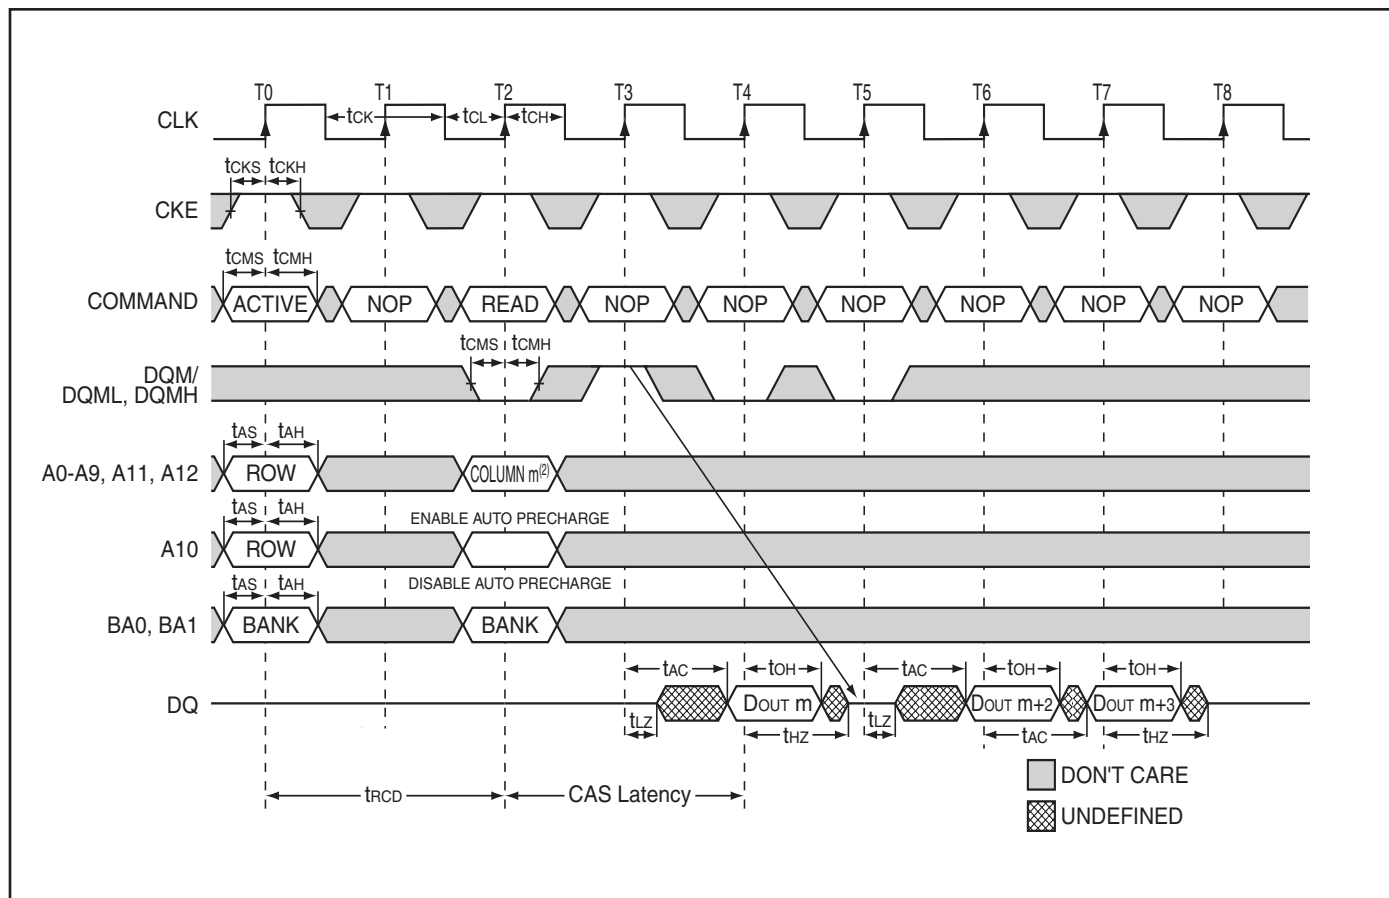 T0 T1 T2 T3 T4 T5 T6 T7 T8
CLK tCK tCL tCH
tCKS tCKH
CKE
tCMS tCMH
COMMAND ACTIVE NOP READ NOP NOP NOP NOP NOP NOP
tCMS tCMH
DQM/
DQML, DQMH
tAS tAH
A0-A9, A11, A12 ROW COLUMN m(2)
tAS tAH ENABLE AUTO PRECHARGE
A10 ROW
tAS tAH DISABLE AUTO PRECHARGE
BA0, BA1 BANK BANK
tAC tOH tAC tOH tOH
DQ DOUT m DOUT m+2 DOUT m+3
tLZ tHZ tLZ tAC tHZ
DON'T CARE
tRCD CAS Latency
UNDEFINED